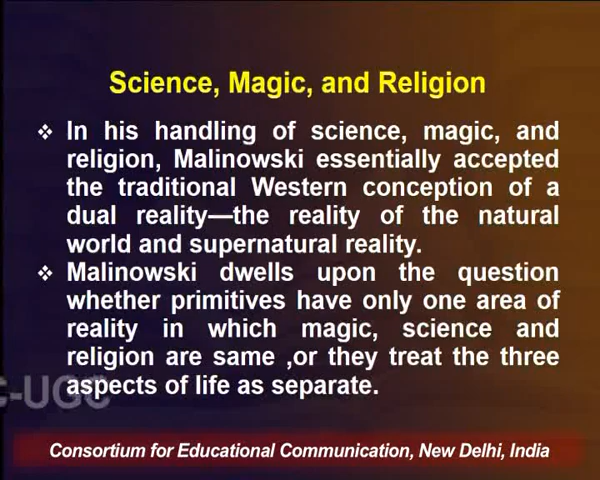 Science, Magic, and Religion
❖ In his handling of science, magic, and
religion, Malinowski essentially accepted
the traditional Western conception of a
dual reality—the reality of the natural
world and supernatural reality.
❖ Malinowski dwells upon the question
whether primitives have only one area of
reality in which magic, science and
religion are same ,or they treat the three
aspects of life as separate.
C-UGC
Consortium for Educational Communication, New Delhi, India